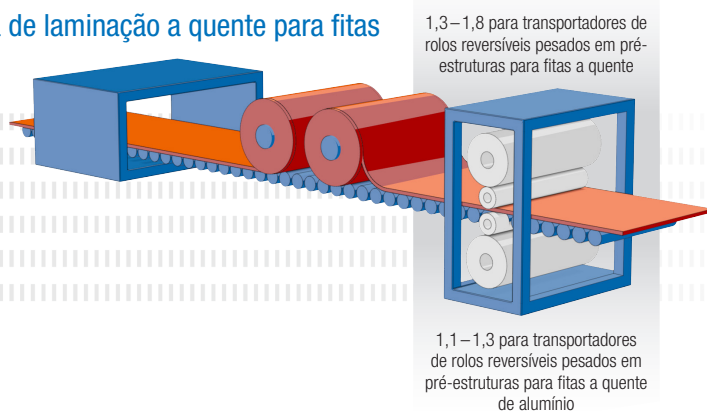 de laminação a quente para fitas
1,3–1,8 para transportadores de
rolos reversíveis pesados em pré-
estruturas para fitas a quente
1,1–1,3 para transportadores
de rolos reversíveis pesados em
pré-estruturas para fitas a quente
de alumínio